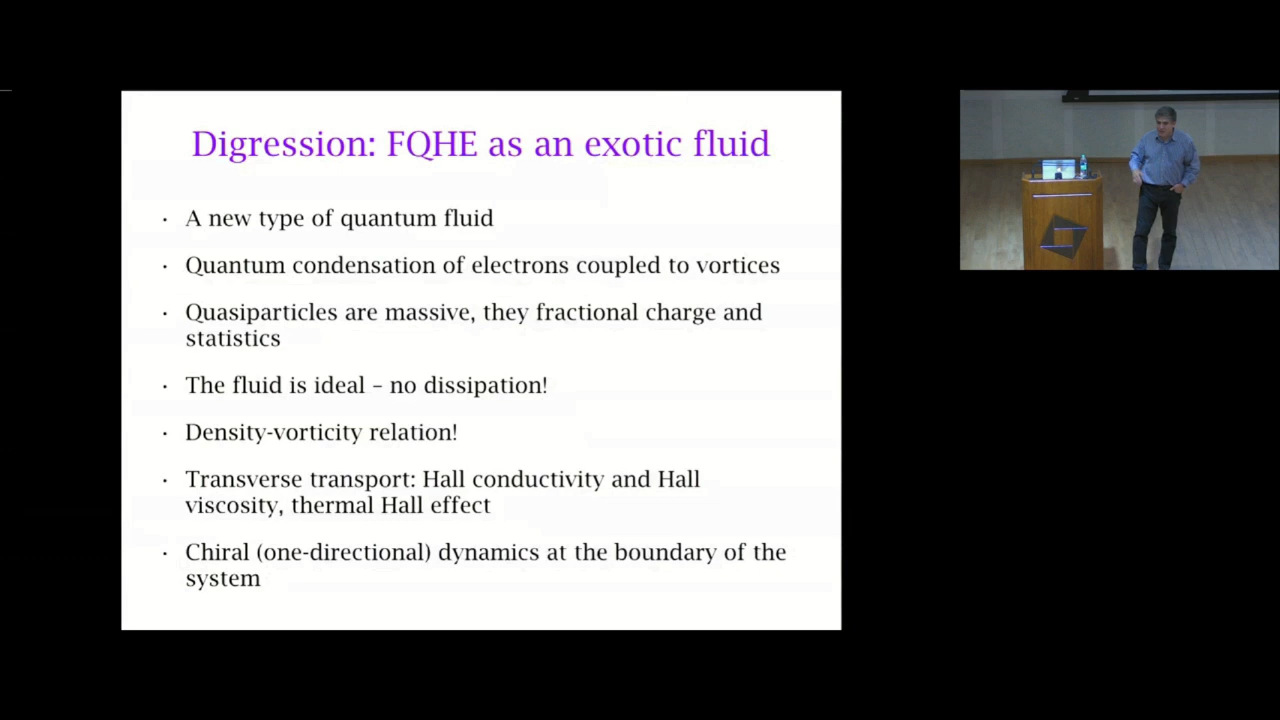 Digression: FQHE as an exotic fluid
· A new type of quantum fluid
· Quantum condensation of electrons coupled to vortices
· Quasiparticles are massive, they fractional charge and
statistics
· The fluid is ideal – no dissipation!
· Density-vorticity relation!
· Transverse transport: Hall conductivity and Hall
viscosity, thermal Hall effect
· Chiral (one-directional) dynamics at the boundary of the
system